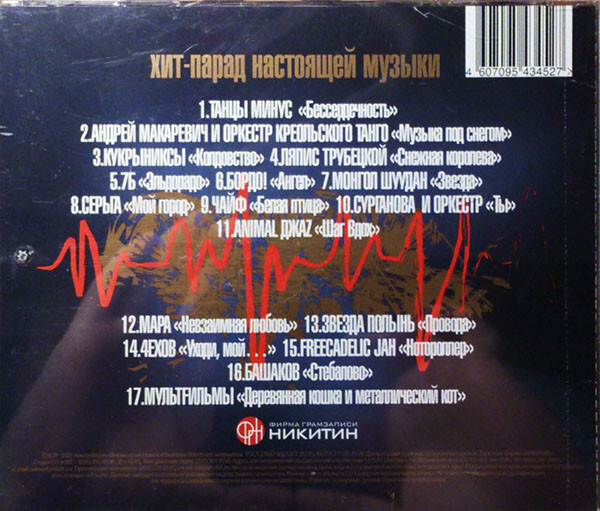 4 607095 434527 >
ХИТ-ПАРАД НАСТОЯЩЕЙ МУЗЫКИ
1.ТАНЦЫ МИНУС «Бессердечность»
2.АНДРЕЙ МАКАРЕВИЧ И ОРКЕСТР КРЕОЛЬСКОГО ТАНГО «Музыка под снегом»
3.КУКРЫНИКСЫ «Колдовство» 4.ЛЯПИС ТРУБЕЦКОЙ «Снежная королева»
5.7Б «Эльдорадо» 6.БОРДО! «Ангел» 7.МОНГОЛ ШУУДАН «Звезда»
8.СЕРЬГА «Мой город» 9.ЧАЙФ «Белая птица» 10.СУРГАНОВА И ОРКЕСТР «Ты»
11.ANIMAL ДЖАZ «Шаг Вдох»
12.МАРА «Невзаимная любовь» 13.ЗВЕЗДА ПОЛЫНЬ «Провода»
14.4ЕХОВ «Уходи, мой...» 15.FREECADELIC JAH «Мотороллер»
16.БАШАКОВ «Стебалово»
17.МУЛЬТFИЛЬМЫ «Деревянная кошка и металлический кот»
ФИРМА ГРАМЗАПИСИ
НИКИТИН